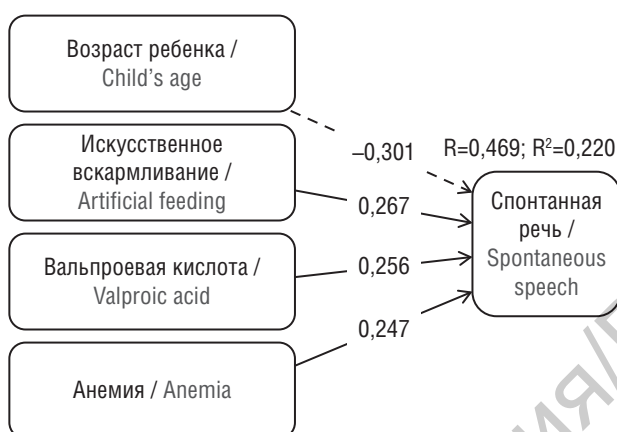 Возраст ребенка /
Child's age
Искусственное
вскармливание /
Artificial feeding
Вальпроевая кислота /
Valproic acid
Анемия / Anemia
–0,301
0,267
0,256
0,247
R=0,469; R²=0,220
Спонтанная
речь /
Spontaneous
speech